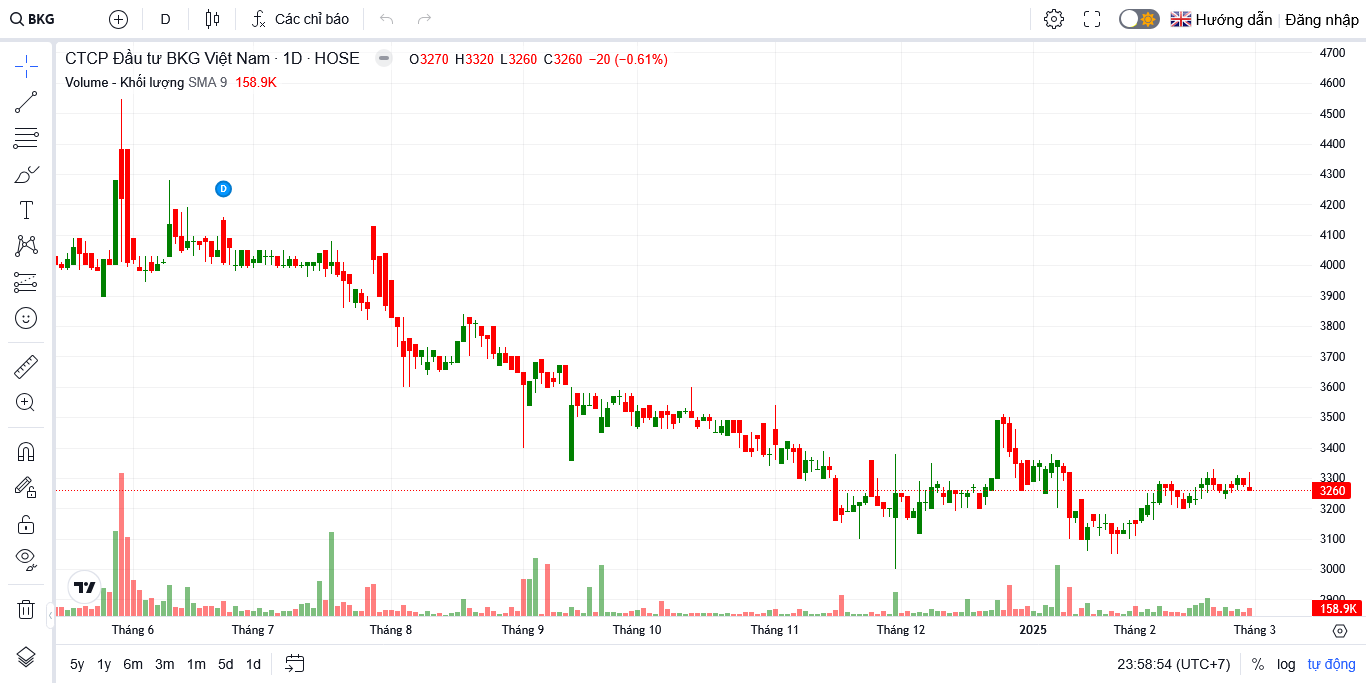 BKG D Các chỉ báo Hướng dẫn Đăng nhập
CTCP Đầu tư BKG Việt Nam · 1D · HOSE O3270 H3320 L3260 C3260 −20 (−0.61%)
Volume - Khối lượng SMA 9 158.9K
D
4700
4600
4500
4400
4300
4200
4100
4000
3900
3800
3700
3600
3500
3400
3300
3260
3200
3100
3000
2900
158.9K
Tháng 6 Tháng 7 Tháng 8 Tháng 9 Tháng 10 Tháng 11 Tháng 12 2025 Tháng 2 Tháng 3
5y 1y 6m 3m 1m 5d 1d 23:58:54 (UTC+7) % log tự động